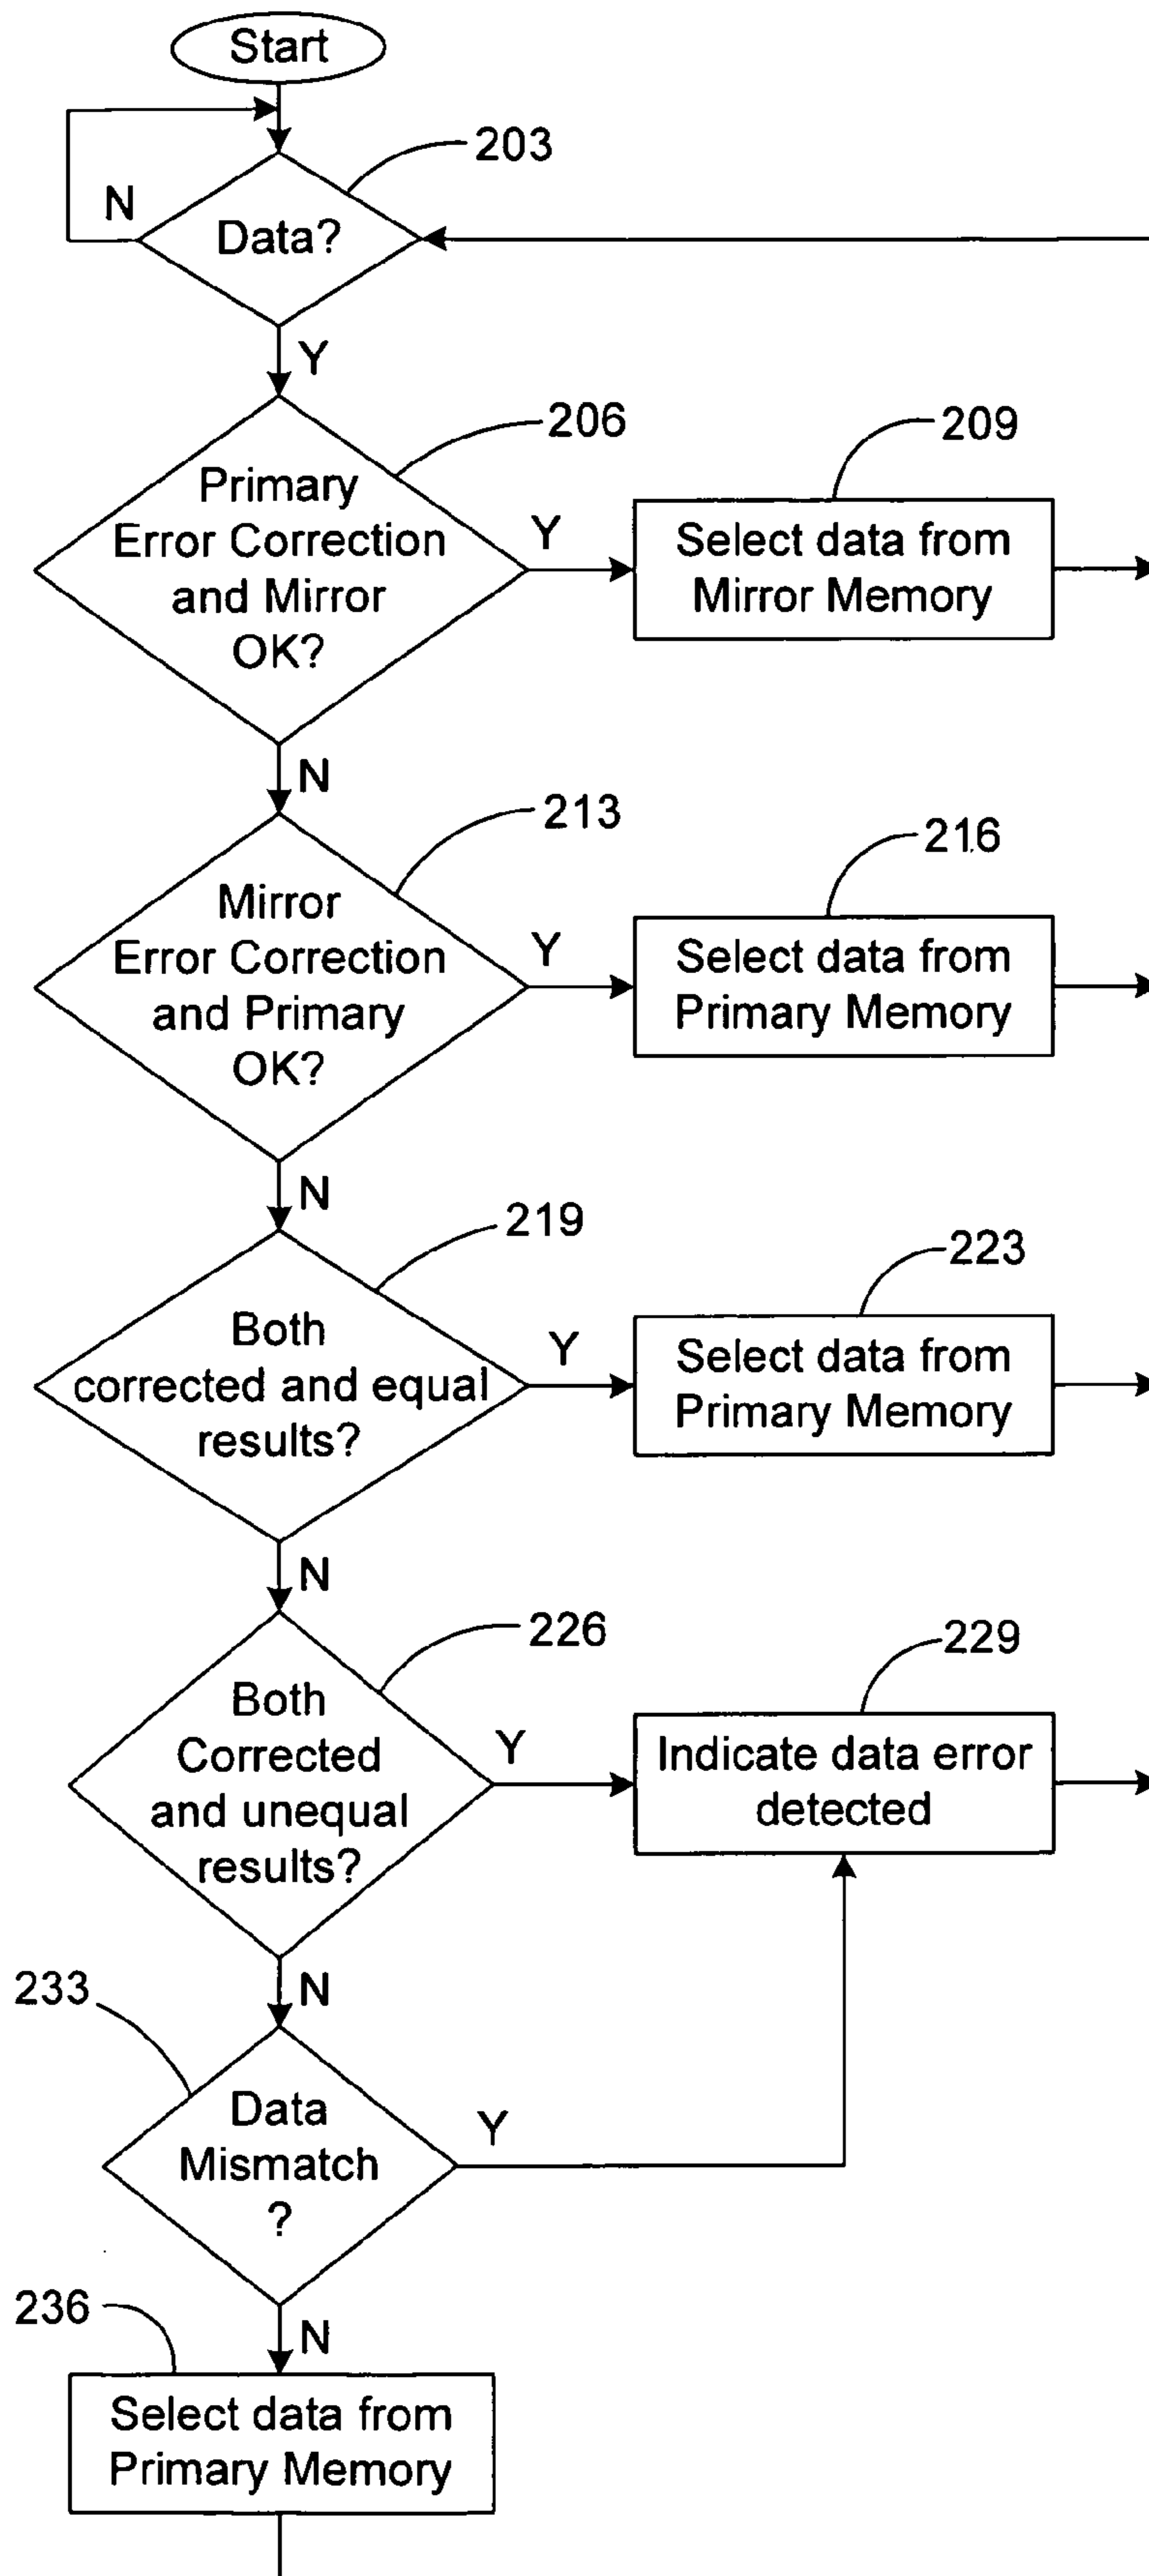 Start
203
N
Data?
Y
206
209
Primary
Error Correction
and Mirror
OK?
Y
Select data from
Mirror Memory
N
213
216
Mirror
Error Correction
and Primary
OK?
Y
Select data from
Primary Memory
N
219
223
Both
corrected and equal
results?
Y
Select data from
Primary Memory
N
226
229
Both
Corrected
and unequal
results?
Y
Indicate data error
detected
N
233
Data
Mismatch
?
Y
236
N
Select data from
Primary Memory